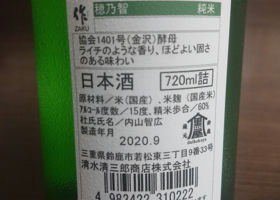 作 穂乃智 純米
ZAKU
協会1401号(金沢)酵母
ライチのような香り、ほどよい固さ
のある味わい
日本酒 720ml詰
原材料/米(国産)、米麹(国産米)
アルコール度数/15度、精米歩合/60%
杜氏氏名/内山智広
製造年月 2020.9
三重県鈴鹿市若松東三丁目9番33号
清水清三郎商店株式会社
4 982422 310222